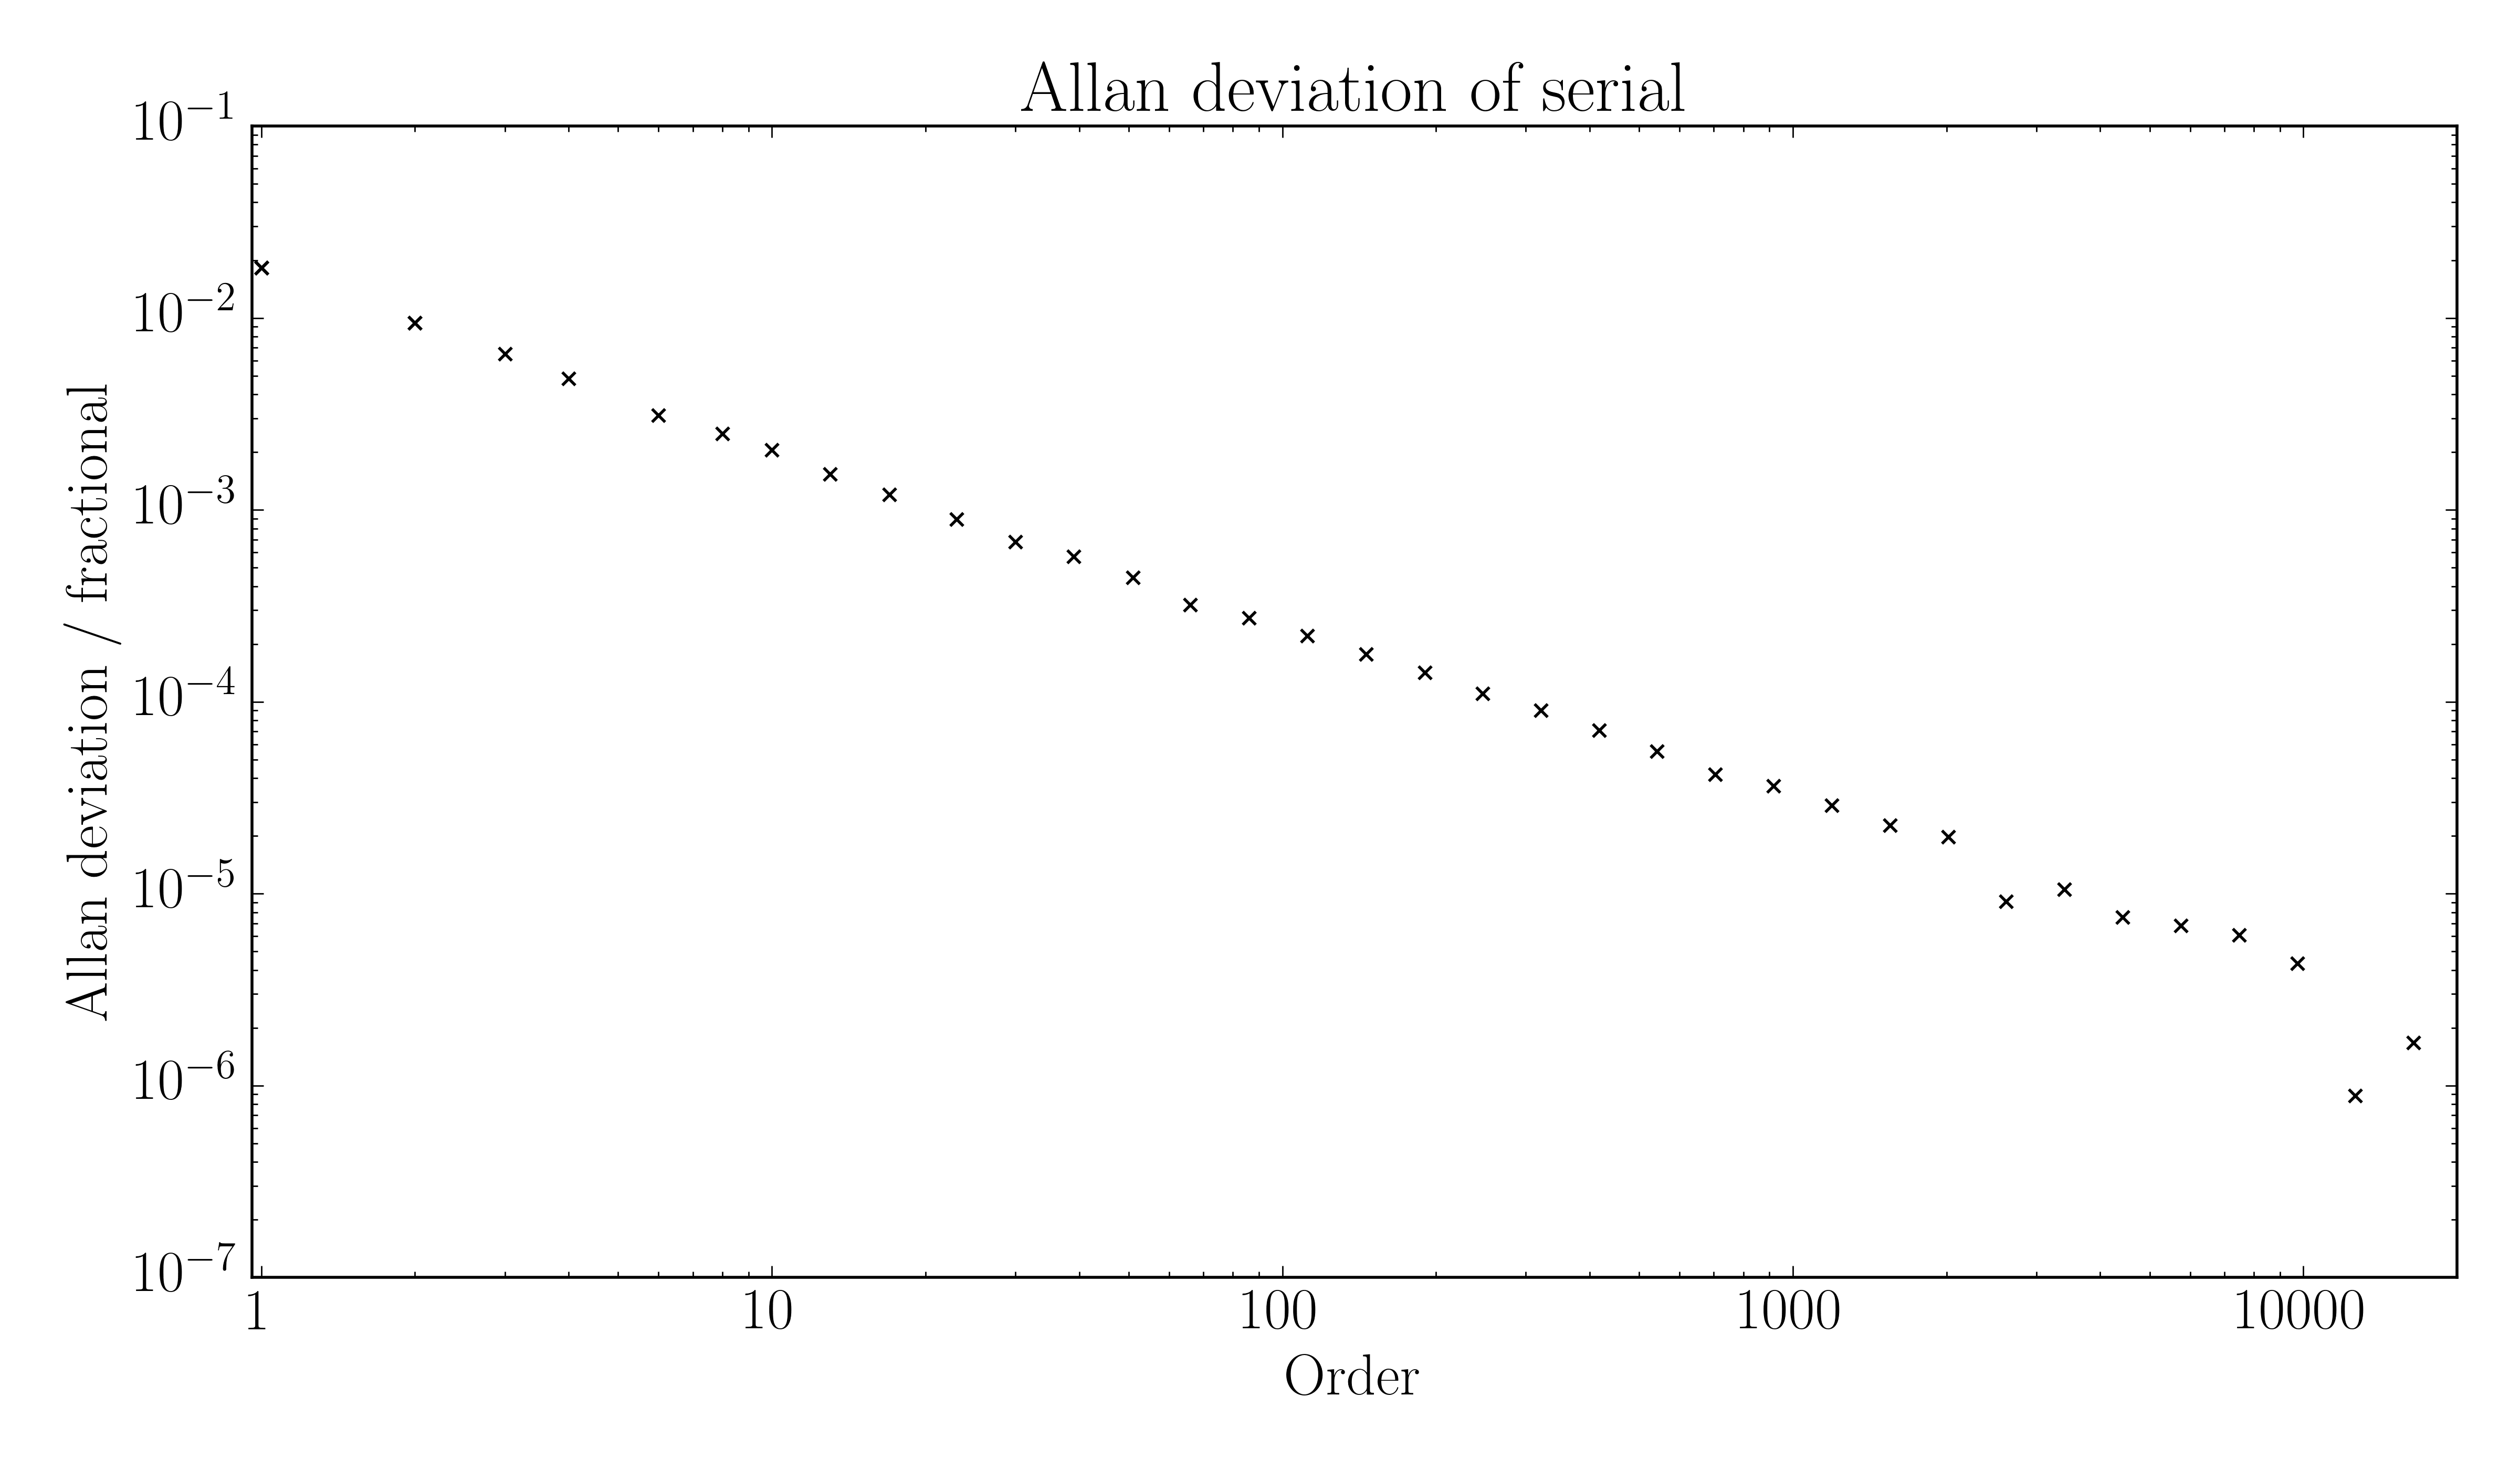 Allan deviation of serial
Allan deviation / fractional
10⁻¹
10⁻²
10⁻³
10⁻⁴
10⁻⁵
10⁻⁶
10⁻⁷
1 10 100 1000 10000
Order